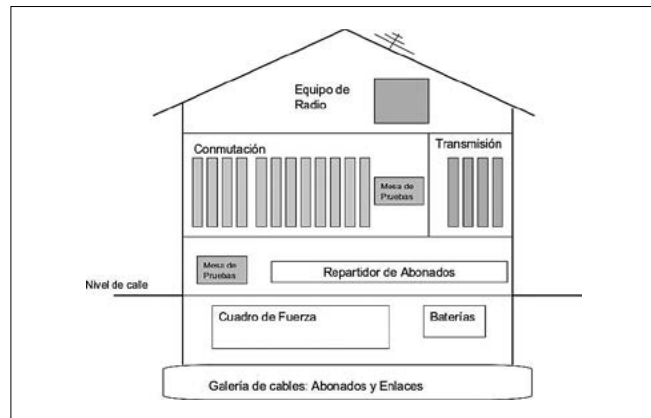 Equipo de
Radio
Conmutación
Transmisión
Mesa de
Pruebas
Mesa de
Pruebas
Repartidor de Abonados
Nivel de calle
Cuadro de Fuerza
Baterías
Galería de cables: Abonados y Enlaces